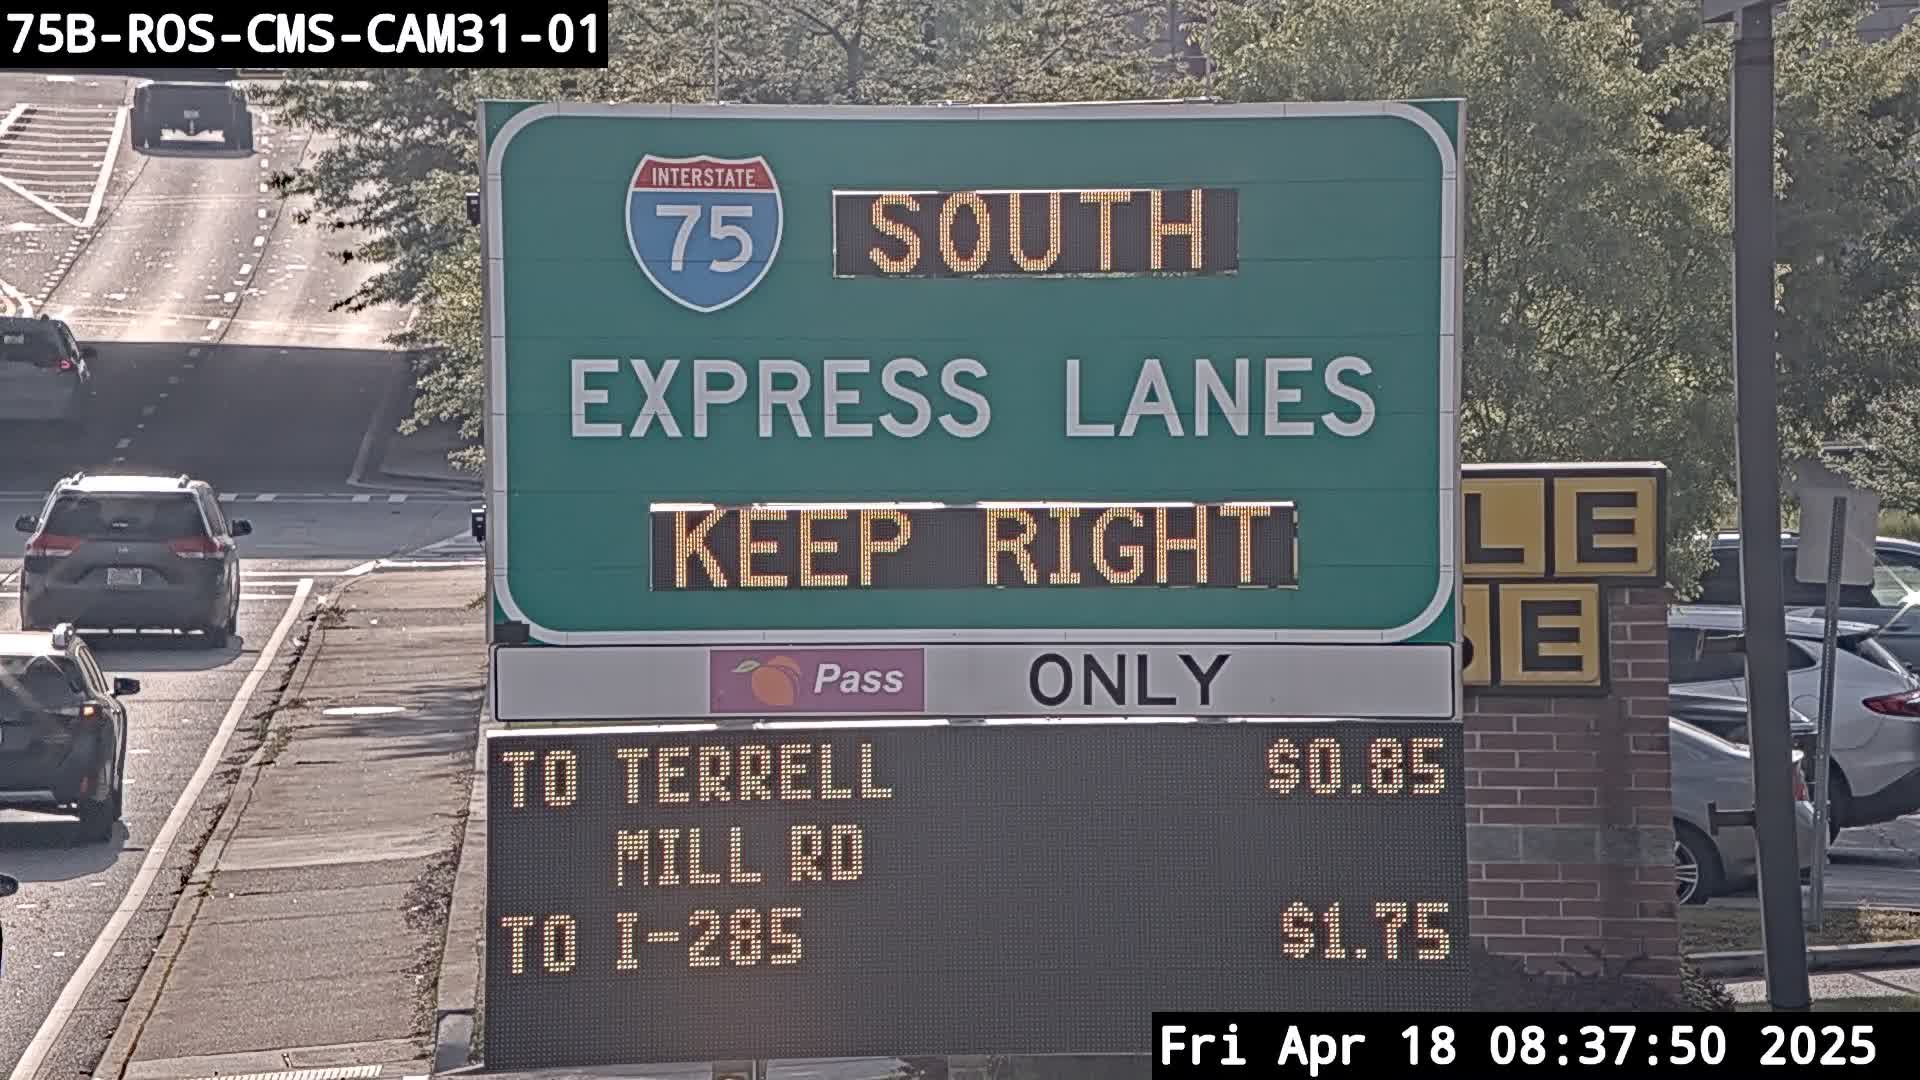 75B-ROS-CMS-CAM31-01
INTERSTATE
75
SOUTH
EXPRESS LANES
KEEP RIGHT
Pass ONLY
TO TERRELL $0.85
MILL RD
TO I-285 $1.75
LE
E
Fri Apr 18 08:37:50 2025